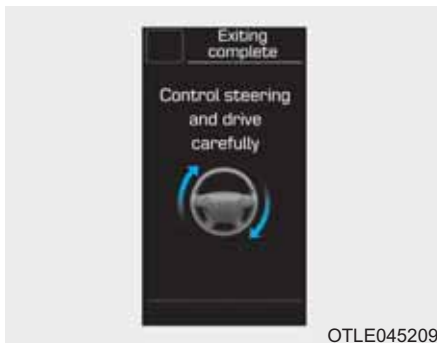 Exiting
complete
Control steering
and drive
carefully
OTLE045209